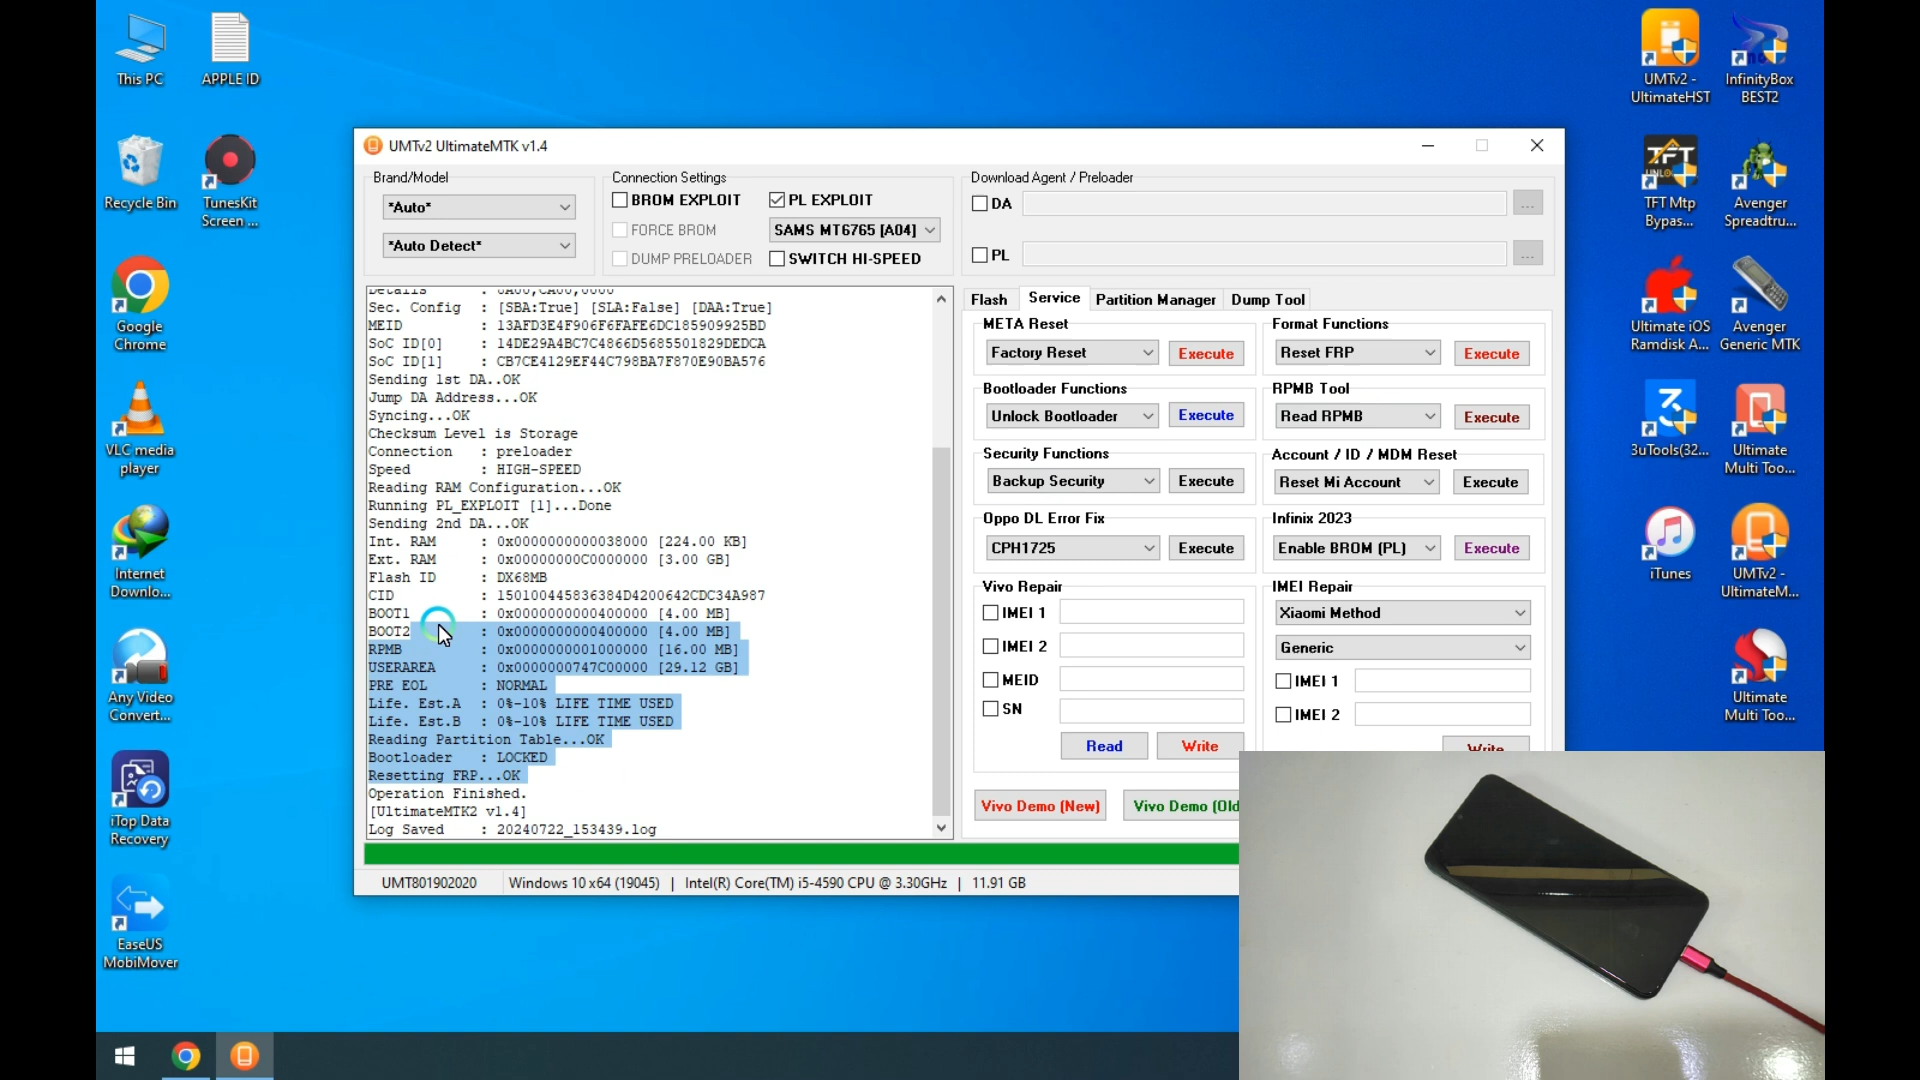 This PC
APPLE ID
Recycle Bin
TunesKit
Screen ...
Google
Chrome
VLC media
player
Internet
Downlo...
Any Video
Convert...
iTop Data
Recovery
EaseUS
MobiMover
UMTv2 -
UltimateHST
InfinityBox
BEST2
TFT Mtp
Bypas...
Avenger
Spreadtru...
Ultimate iOS
Ramdisk A...
Avenger
Generic MTK
3uTools(32...
Ultimate
Multi Too...
iTunes
UMTv2 -
UltimateM...
Ultimate
Multi Too...
UMTv2 UltimateMTK v1.4
Brand/Model
*Auto*
*Auto Detect*
Connection Settings
BROM EXPLOIT
PL EXPLOIT
FORCE BROM
SAMS MT6765 [A04]
DUMP PRELOADER
SWITCH HI-SPEED
Download Agent / Preloader
DA
...
PL
...
Details : 8A00,CA00,0000
Sec. Config : [SBA:True] [SLA:False] [DAA:True]
MEID : 13AFD3E4F906F6FAFE6DC185909925BD
SoC ID[0] : 14DE29A4BC7C4866D5685501829DEDCA
SoC ID[1] : CB7CE4129EF44C798BA7F870E90BA576
Sending 1st DA..OK
Jump DA Address...OK
Syncing...OK
Checksum Level is Storage
Connection : preloader
Speed : HIGH-SPEED
Reading RAM Configuration...OK
Running PL_EXPLOIT [1]...Done
Sending 2nd DA...OK
Int. RAM : 0x0000000000038000 [224.00 KB]
Ext. RAM : 0x00000000C0000000 [3.00 GB]
Flash ID : DX68MB
CID : 150100445836384D4200642CDC34A987
BOOT1 : 0x0000000000400000 [4.00 MB]
BOOT2 : 0x0000000000400000 [4.00 MB]
RPMB : 0x0000000001000000 [16.00 MB]
USERAREA : 0x0000000747C00000 [29.12 GB]
PRE EOL : NORMAL
Life. Est.A : 0%-10% LIFE TIME USED
Life. Est.B : 0%-10% LIFE TIME USED
Reading Partition Table...OK
Bootloader : LOCKED
Resetting FRP...OK
Operation Finished.
[UltimateMTK2 v1.4]
Log Saved : 20240722_153439.log
Flash
Service
Partition Manager
Dump Tool
META Reset
Factory Reset
Execute
Format Functions
Reset FRP
Execute
Bootloader Functions
Unlock Bootloader
Execute
RPMB Tool
Read RPMB
Execute
Security Functions
Backup Security
Execute
Account / ID / MDM Reset
Reset Mi Account
Execute
Oppo DL Error Fix
CPH1725
Execute
Infinix 2023
Enable BROM (PL)
Execute
Vivo Repair
IMEI 1
IMEI 2
MEID
SN
Read
Write
IMEI Repair
Xiaomi Method
Generic
IMEI 1
IMEI 2
Write
Vivo Demo (New)
Vivo Demo (Old
UMT801902020
Windows 10 x64 (19045) | Intel(R) Core(TM) i5-4590 CPU @ 3.30GHz | 11.91 GB